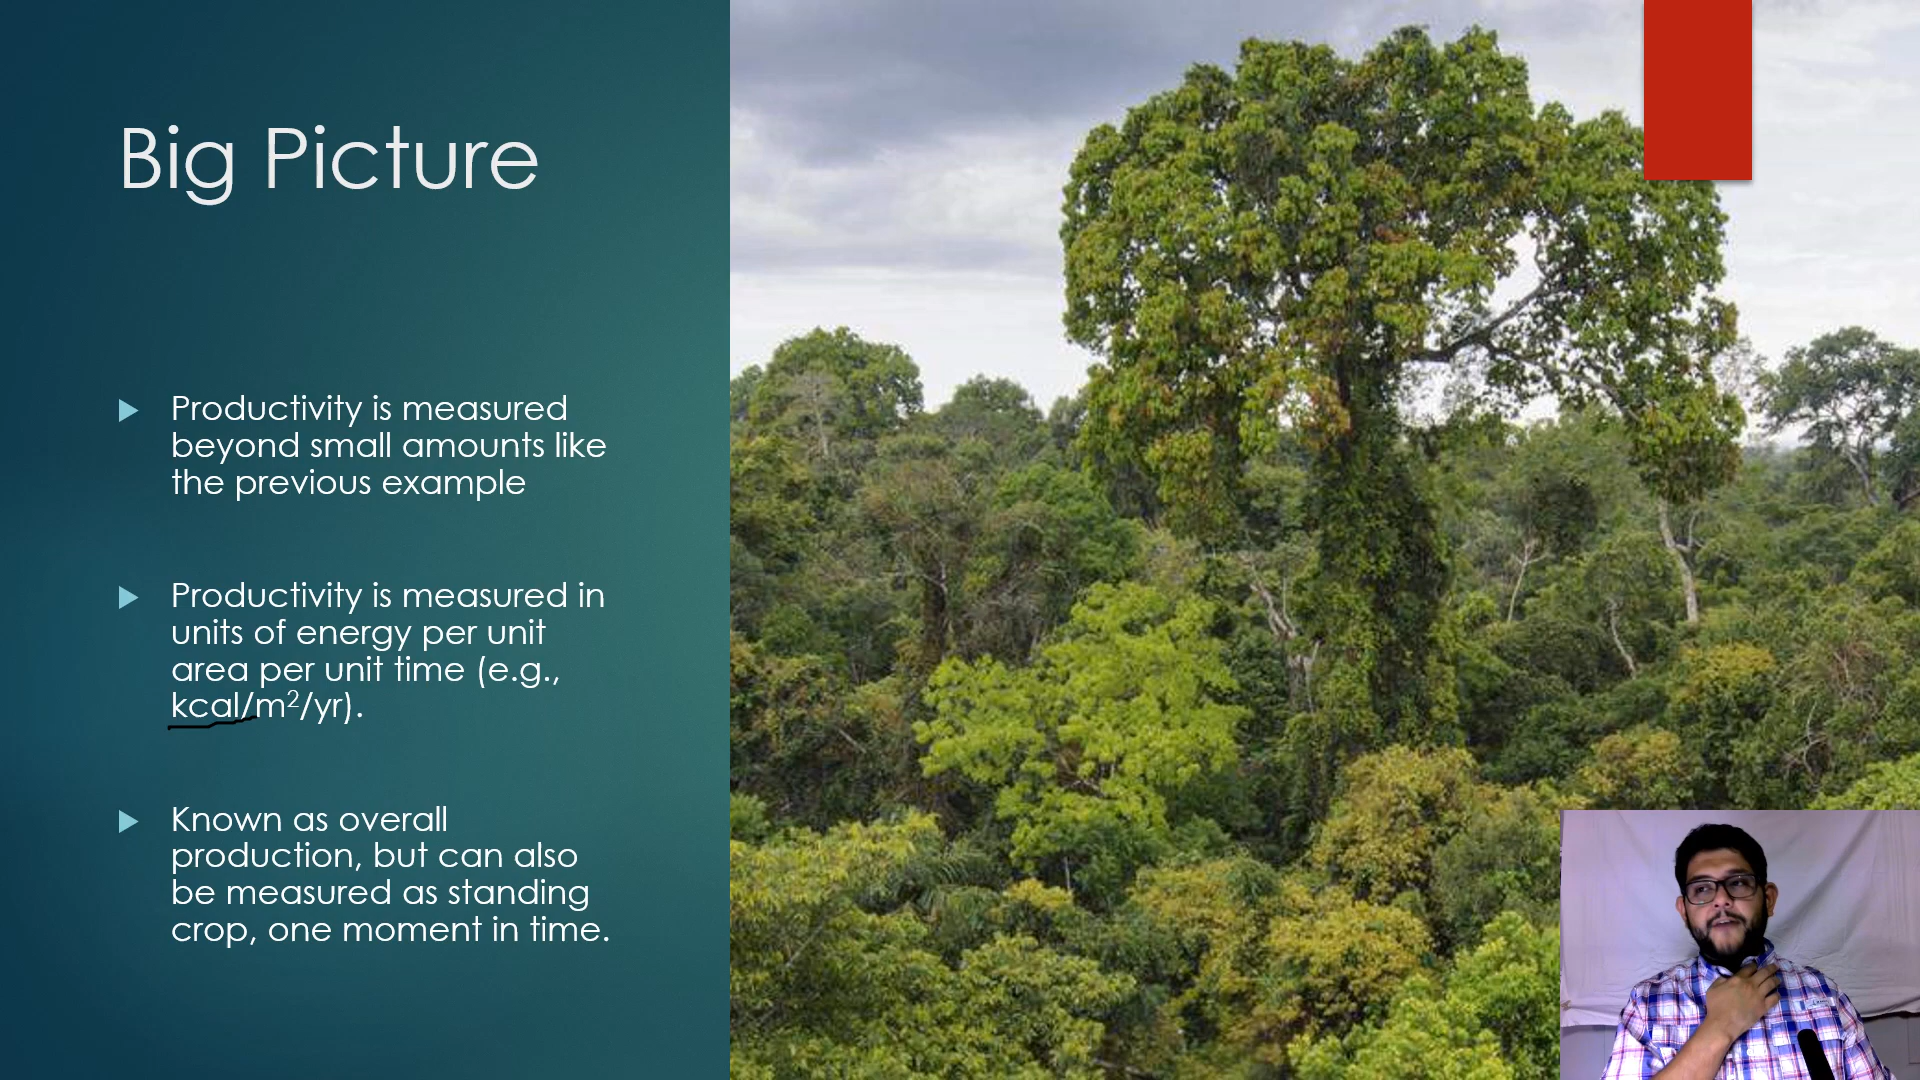 Big Picture
Productivity is measured
beyond small amounts like
the previous example
Productivity is measured in
units of energy per unit
area per unit time (e.g.,
kcal/m²/yr).
Known as overall
production, but can also
be measured as standing
crop, one moment in time.